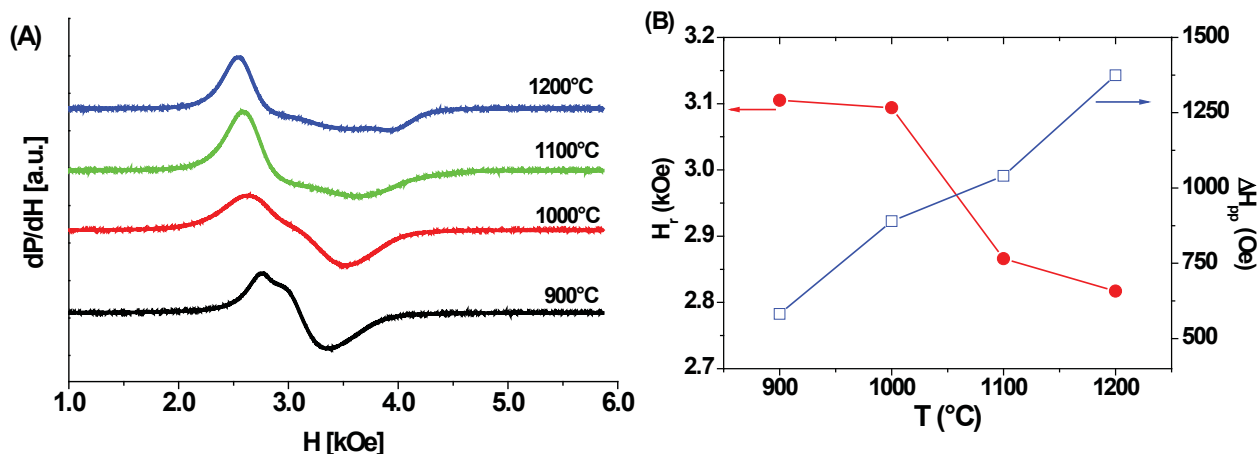 (A)
dP/dH [a.u.]
1200°C
1100°C
1000°C
900°C
1.0 2.0 3.0 4.0 5.0 6.0
H [kOe]
(B)
H_r (kOe)
3.2
3.1
3.0
2.9
2.8
2.7
1500
1250
1000
750
500
ΔH_pp (Oe)
900 1000 1100 1200
T (°C)